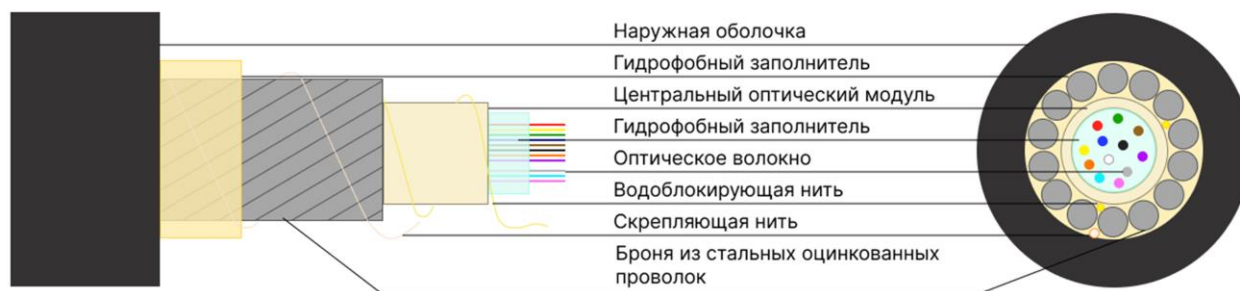 Наружная оболочка
Гидрофобный заполнитель
Центральный оптический модуль
Гидрофобный заполнитель
Оптическое волокно
Водоблокирующая нить
Скрепляющая нить
Броня из стальных оцинкованных
проволок